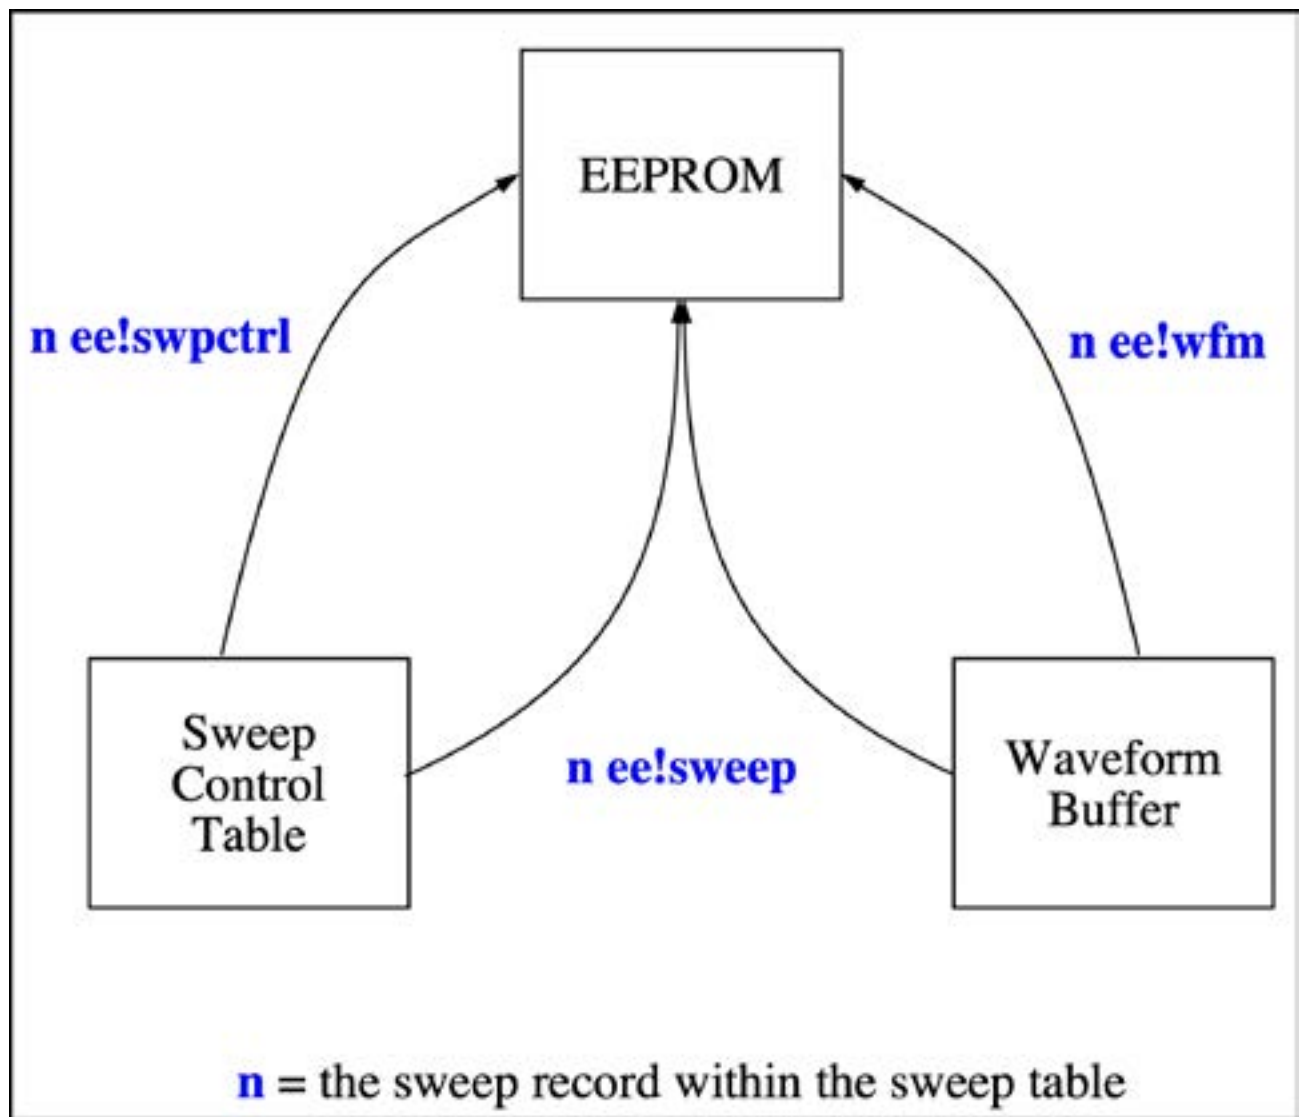 EEPROM
n ee!swpctrl
n ee!wfm
Sweep
Control
Table
n ee!sweep
Waveform
Buffer
n = the sweep record within the sweep table